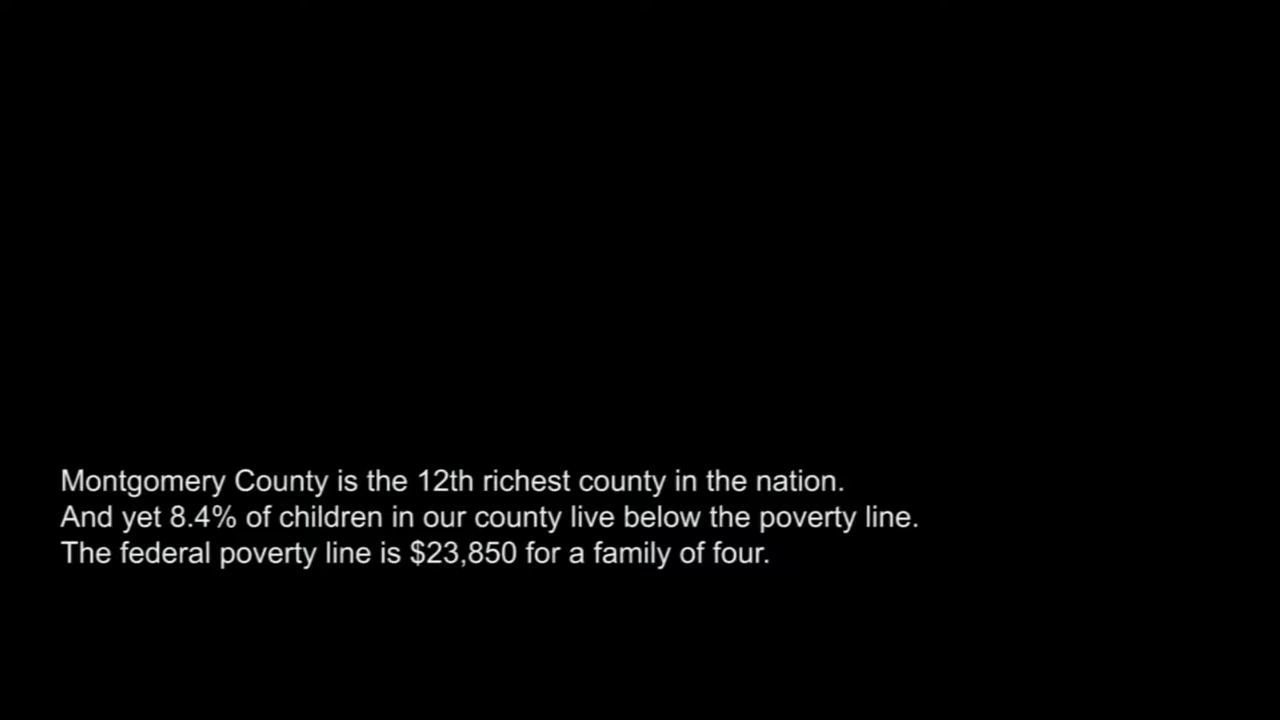 Montgomery County is the 12th richest county in the nation.
And yet 8.4% of children in our county live below the poverty line.
The federal poverty line is $23,850 for a family of four.